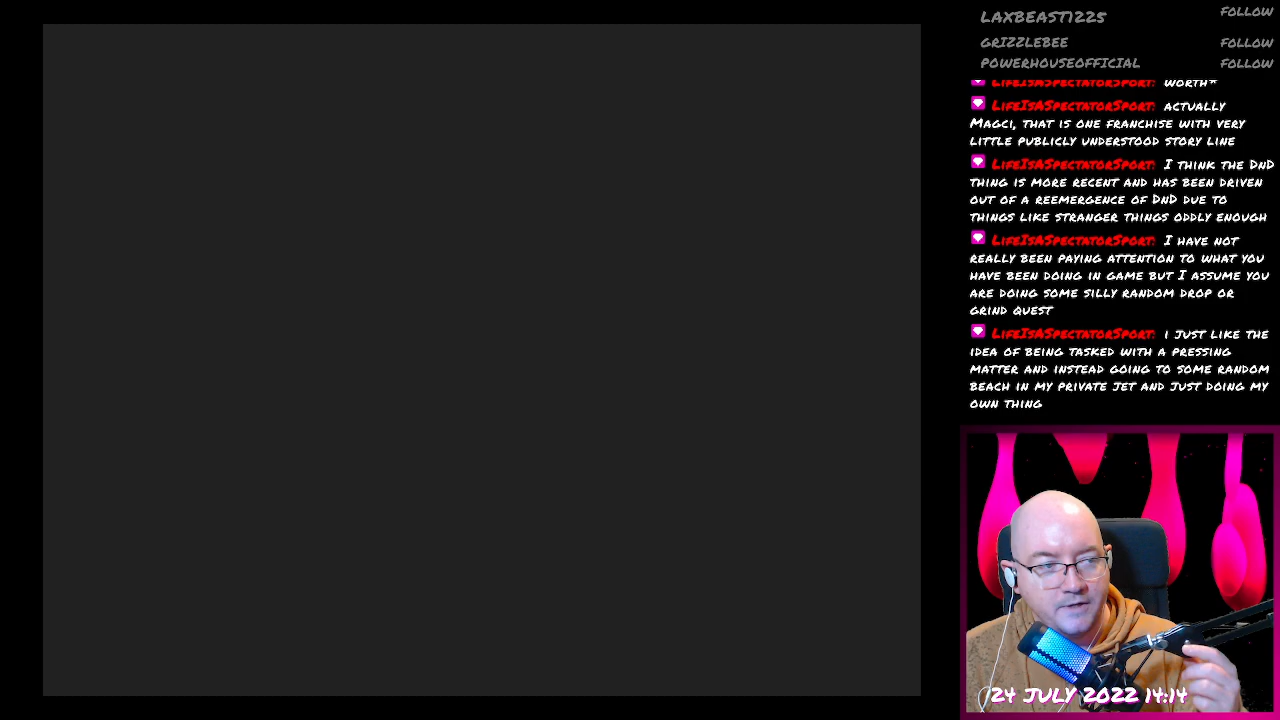 LAXBEAST1225 FOLLOW
GRIZZLEBEE FOLLOW
POWERHOUSEOFFICIAL FOLLOW
LifeIsASpectatorSport: worth*
LifeIsASpectatorSport: actually
Magci, that is one franchise with very
little publicly understood story line
LifeIsASpectatorSport: I think the DnD
thing is more recent and has been driven
out of a reemergence of DnD due to
things like stranger things oddly enough
LifeIsASpectatorSport: I have not
really been paying attention to what you
have been doing in game but I assume you
are doing some silly random drop or
grind quest
LifeIsASpectatorSport: i just like the
idea of being tasked with a pressing
matter and instead going to some random
beach in my private jet and just doing my
own thing
24 JULY 2022 14:14